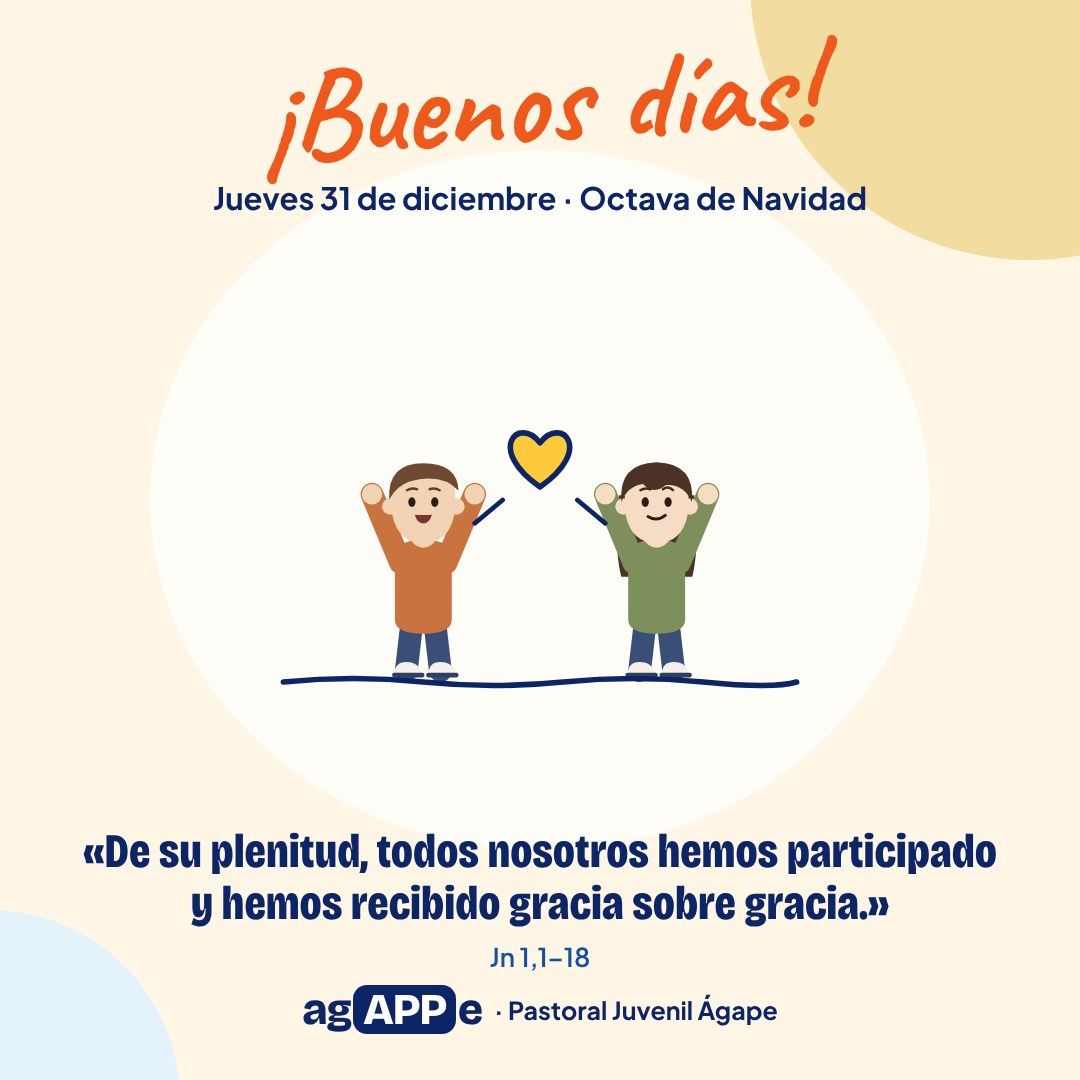 ¡Buenos días!
Jueves 31 de diciembre · Octava de Navidad
«De su plenitud, todos nosotros hemos participado
y hemos recibido gracia sobre gracia.»
Jn 1,1–18
agAPPe · Pastoral Juvenil Ágape